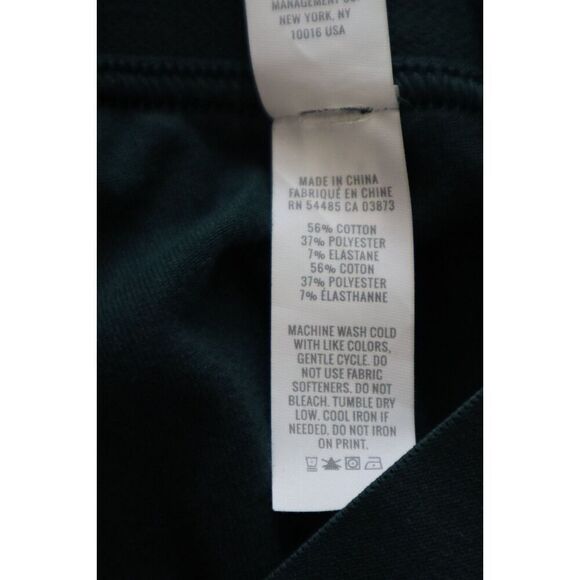 MANAGEMENT
NEW YORK, NY
10016 USA
MADE IN CHINA
FABRIQUÉ EN CHINE
RN 54485 CA 03873
56% COTTON
37% POLYESTER
7% ELASTANE
56% COTON
37% POLYESTER
7% ÉLASTHANNE
MACHINE WASH COLD
WITH LIKE COLORS,
GENTLE CYCLE. DO
NOT USE FABRIC
SOFTENERS. DO NOT
BLEACH. TUMBLE DRY
LOW. COOL IRON IF
NEEDED. DO NOT IRON
ON PRINT.